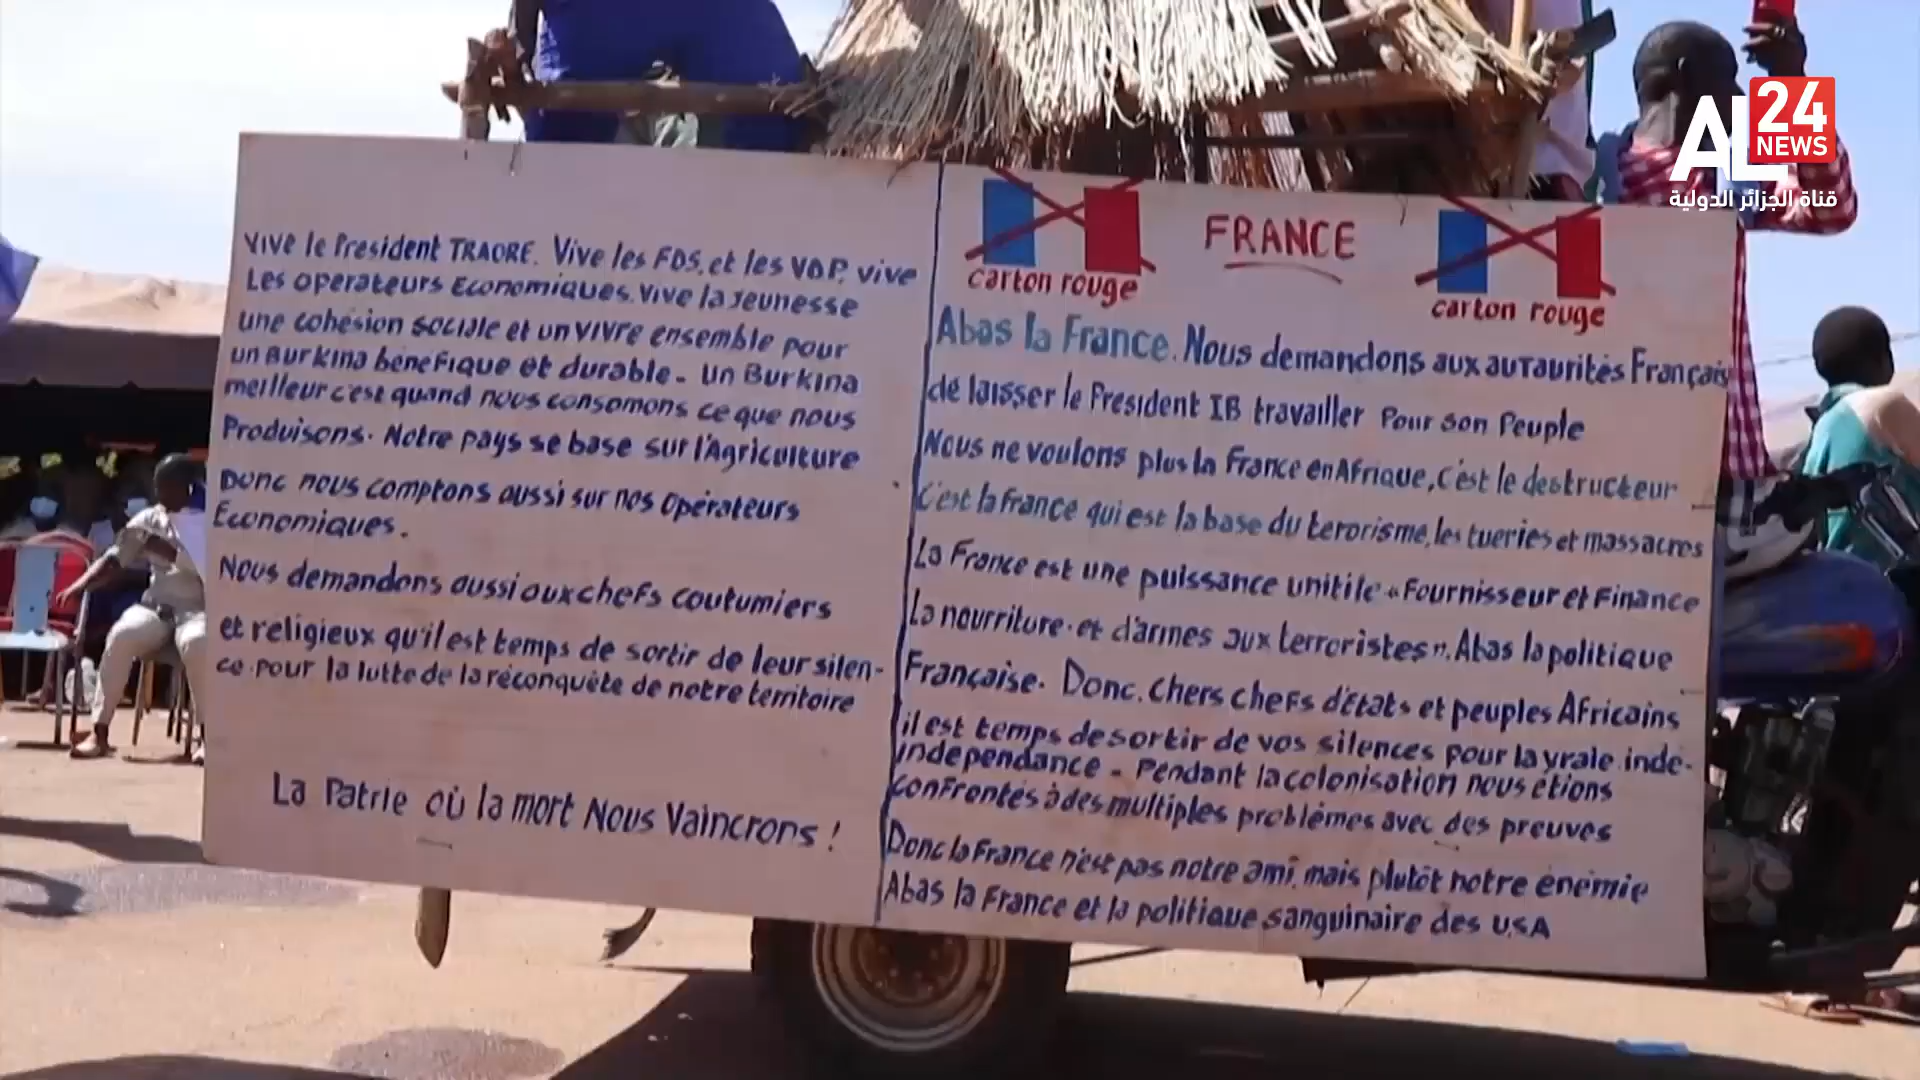 vive le President TRAORE. Vive les FDS, et les VDP, vive
Les operateurs Economiques. Vive la Jeunesse
une cohésion sociale et un vivre ensemble pour
un Burkina bénéfique et durable - un Burkina
meilleur c'est quand nous consomons ce que nous
Produisons. Notre pays se base sur l'Agriculture
Donc nous comptons aussi sur nos Opérateurs
Economiques.
Nous demandons aussi aux chefs coutumiers
et religieux qu'il est temps de sortir de leur silen-
ce pour la lutte de la réconquète de notre territoire
La Patrie où la mort Nous Vaincrons !
FRANCE
carton rouge
carton rouge
Abas la France. Nous demandons aux autaurités Français
de laisser le President IB travailler Pour son Peuple
Nous ne voulons plus la France en Afrique, c'est le destructeur
C'est la France qui est la base du terorisme, les tueries et massacres
La France est une puissance unitile "Fournisseur et Finance
La nourriture et d'armes aux terroristes". Abas la politique
Française. Donc. Chers chefs d'Etats et peuples Africains
il est temps de sortir de vos silences pour la vraie inde-
independance - Pendant la colonisation nous étions
confrontés à des multiples problèmes avec des preuves
Donc la France n'est pas notre ami, mais plutôt notre énémie
Abas la France et la politique sanguinaire des USA
AL24
NEWS
قناة الجزائر الدولية